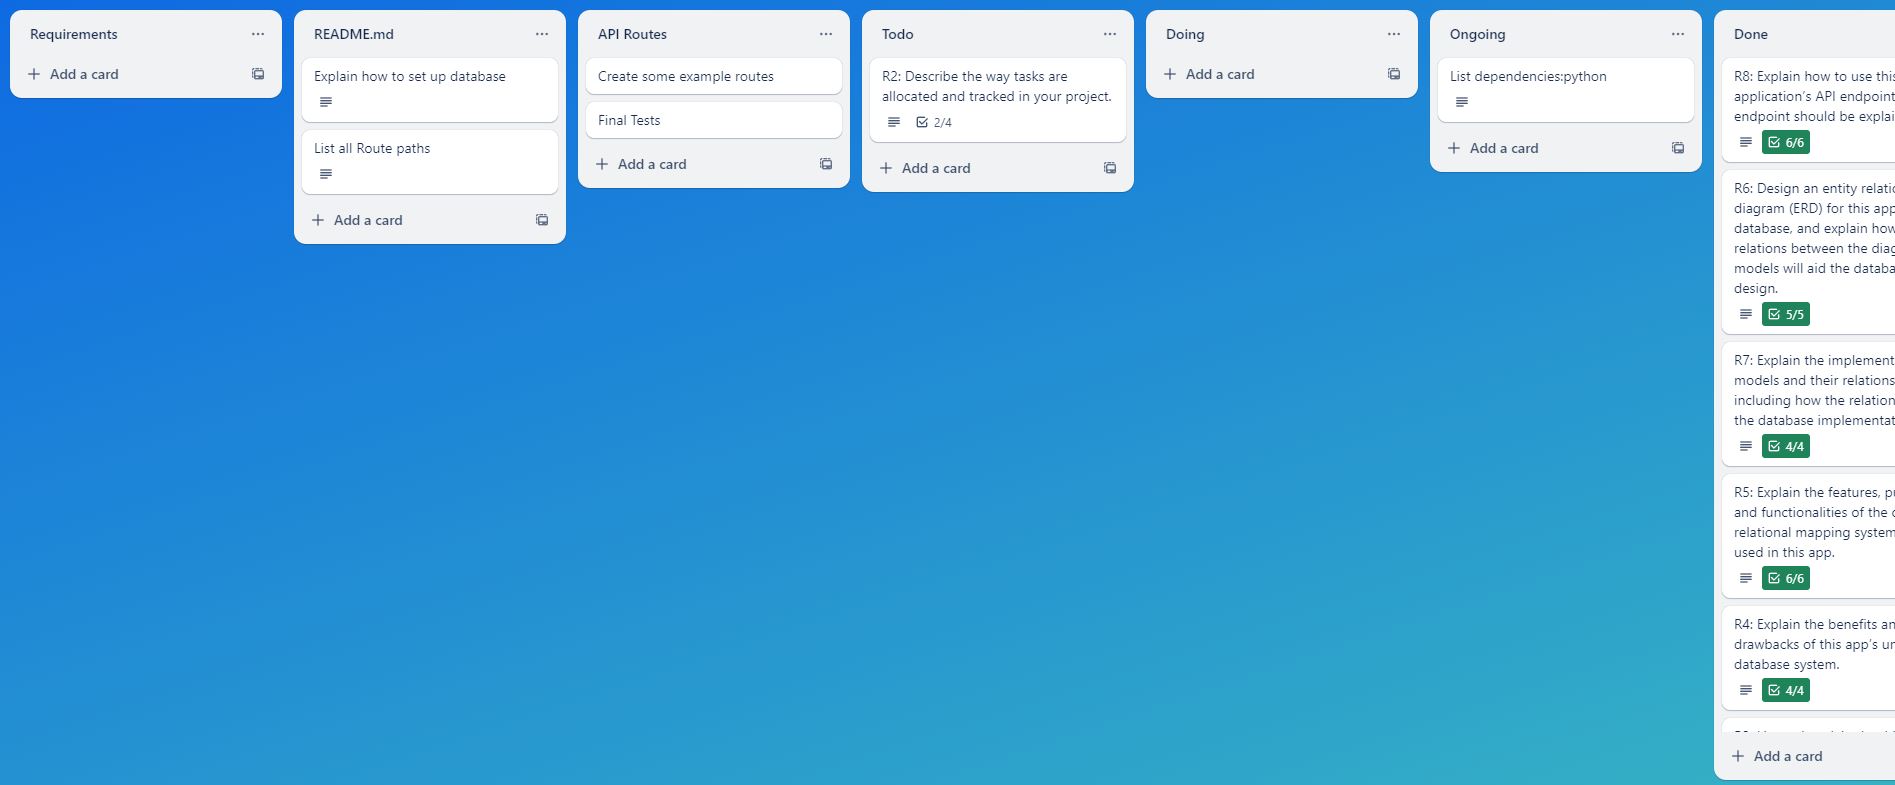 Requirements
Add a card
README.md
Explain how to set up database
List all Route paths
Add a card
API Routes
Create some example routes
Final Tests
Add a card
Todo
R2: Describe the way tasks are
allocated and tracked in your project.
2/4
Add a card
Doing
Add a card
Ongoing
List dependencies:python
Add a card
Done
R8: Explain how to use this
application's API endpoint
endpoint should be explai
6/6
R6: Design an entity relatio
diagram (ERD) for this app
database, and explain how
relations between the diag
models will aid the databa
design.
5/5
R7: Explain the implement
models and their relations
including how the relation
the database implementat
4/4
R5: Explain the features, pu
and functionalities of the o
relational mapping system
used in this app.
6/6
R4: Explain the benefits an
drawbacks of this app's un
database system.
4/4
Add a card